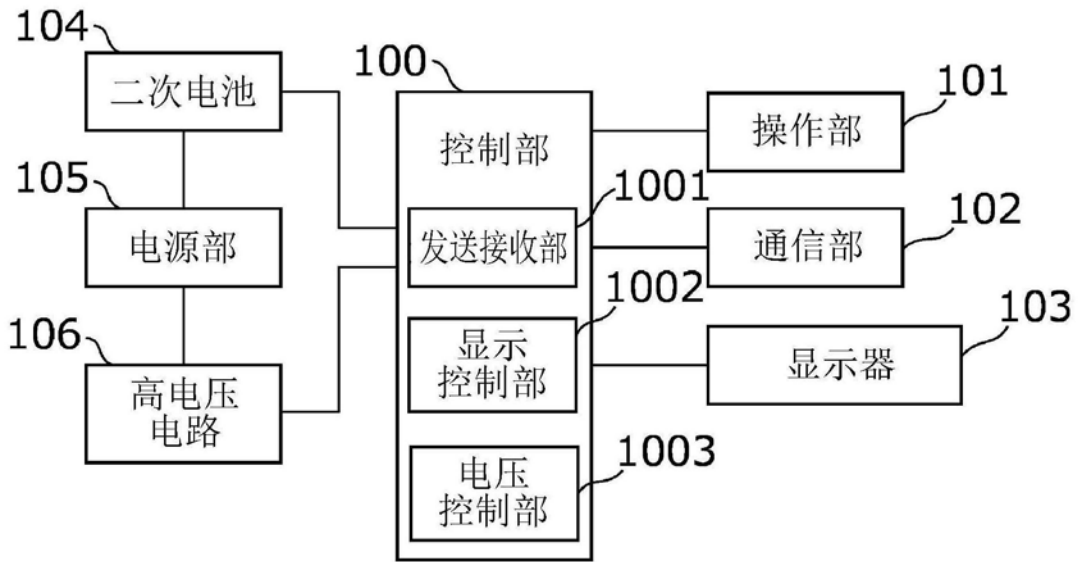 104
二次电池
105
电源部
106
高电压
电路
100
控制部
1001
发送接收部
1002
显示
控制部
1003
电压
控制部
101
操作部
102
通信部
103
显示器